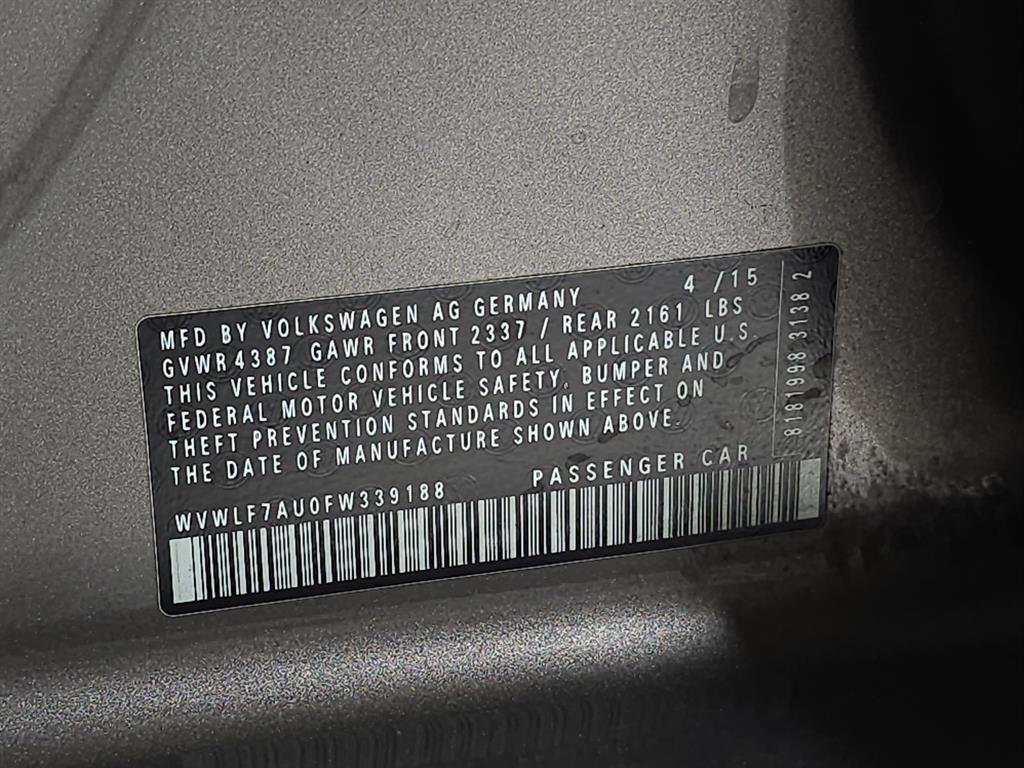 MFD BY VOLKSWAGEN AG GERMANY 4 /15
GVWR 4387 GAWR FRONT 2337 / REAR 2161 LBS
THIS VEHICLE CONFORMS TO ALL APPLICABLE U.S.
FEDERAL MOTOR VEHICLE SAFETY, BUMPER AND
THEFT PREVENTION STANDARDS IN EFFECT ON
THE DATE OF MANUFACTURE SHOWN ABOVE.
WVWLF7AU0FW339188 PASSENGER CAR
8181998 3138 2